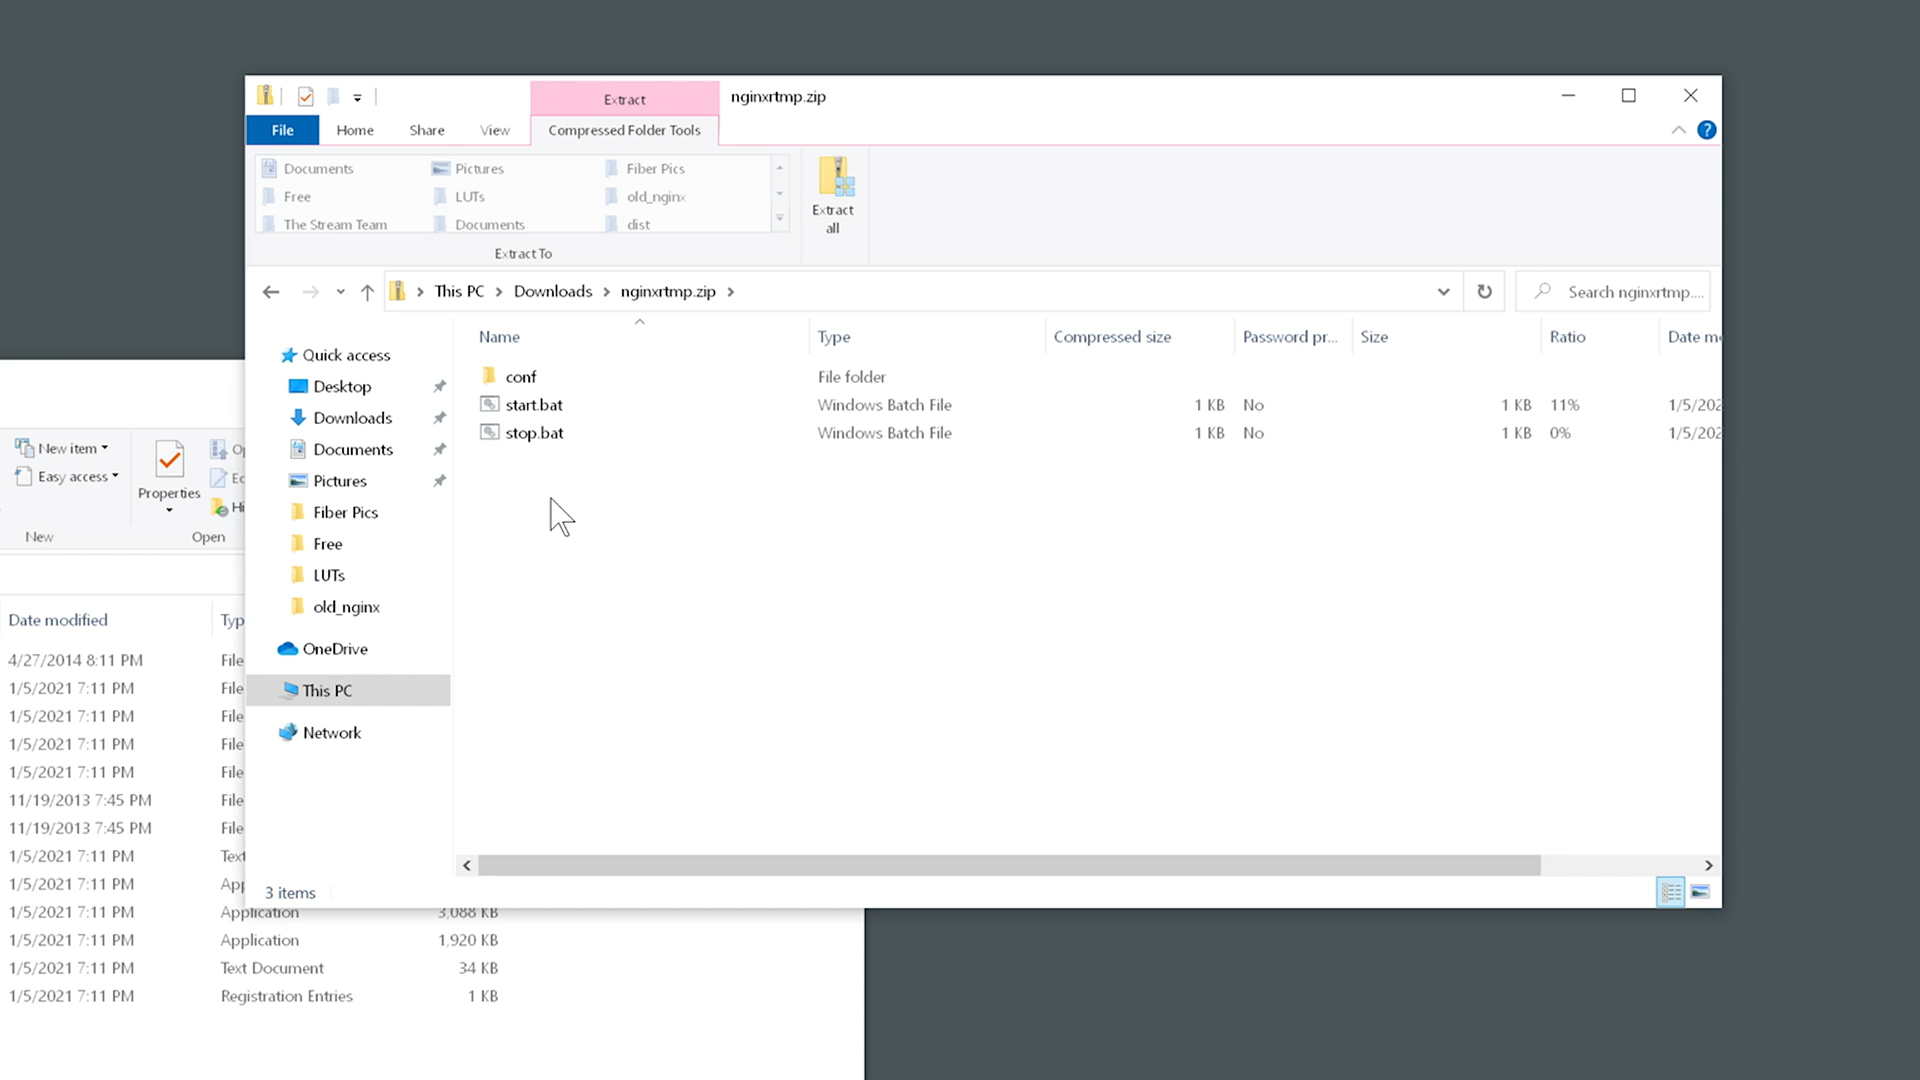 Extract
nginxrtmp.zip
File
Home
Share
View
Compressed Folder Tools
Documents
Pictures
Fiber Pics
Free
LUTs
old_nginx
The Stream Team
Documents
dist
Extract To
Extract
all
This PC
Downloads
nginxrtmp.zip
Search nginxrtmp....
Name
Type
Compressed size
Password pr...
Size
Ratio
Date m
conf
File folder
start.bat
Windows Batch File
1 KB
No
1 KB
11%
1/5/202
stop.bat
Windows Batch File
1 KB
No
1 KB
0%
1/5/202
Quick access
Desktop
Downloads
Documents
Pictures
Fiber Pics
Free
LUTs
old_nginx
OneDrive
This PC
Network
3 items
New item
Easy access
Properties
New
Open
Date modified
Typ
4/27/2014 8:11 PM
File
1/5/2021 7:11 PM
File
1/5/2021 7:11 PM
File
1/5/2021 7:11 PM
File
1/5/2021 7:11 PM
File
11/19/2013 7:45 PM
File
11/19/2013 7:45 PM
File
1/5/2021 7:11 PM
Text
1/5/2021 7:11 PM
App
1/5/2021 7:11 PM
Application
3,088 KB
1/5/2021 7:11 PM
Application
1,920 KB
1/5/2021 7:11 PM
Text Document
34 KB
1/5/2021 7:11 PM
Registration Entries
1 KB